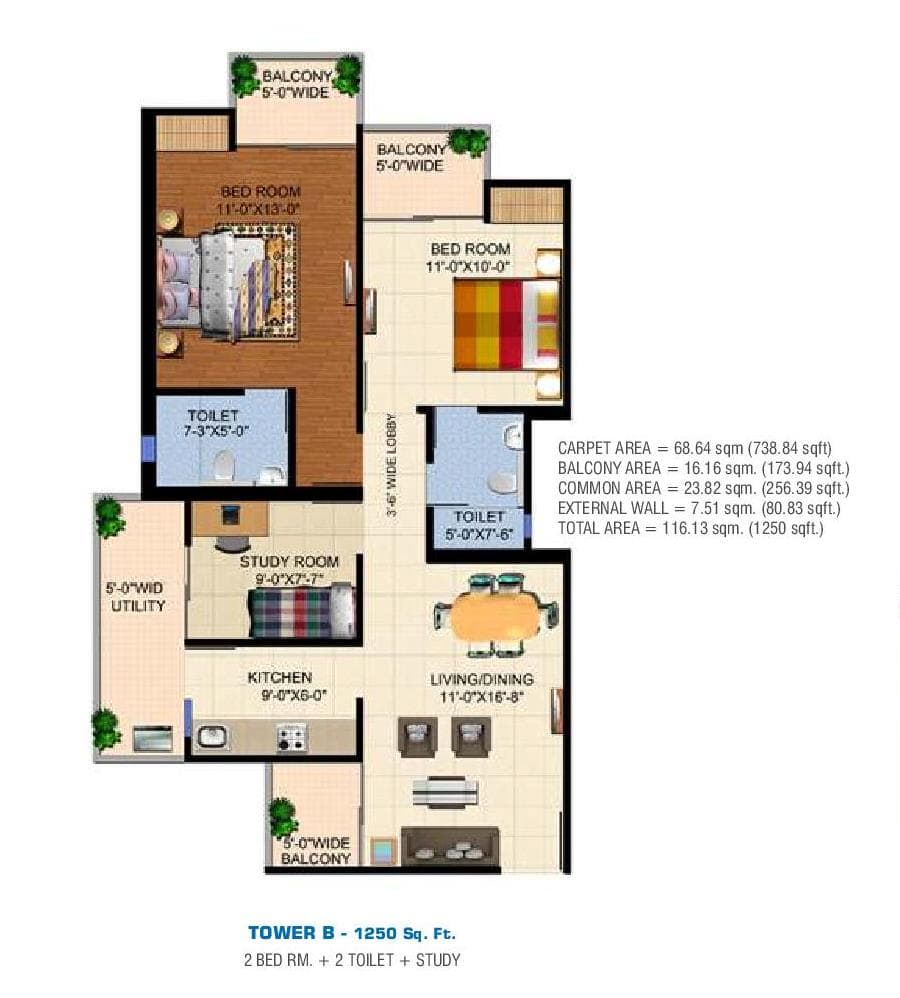 BALCONY
5'-0"WIDE
BALCONY
5'-0"WIDE
BED ROOM
11'-0"X13'-0"
BED ROOM
11'-0"X10'-0"
TOILET
7'-3"X5'-0"
3'-6" WIDE LOBBY
TOILET
5'-0"X7'-6"
CARPET AREA = 68.64 sqm (738.84 sqft)
BALCONY AREA = 16.16 sqm. (173.94 sqft.)
COMMON AREA = 23.82 sqm. (256.39 sqft.)
EXTERNAL WALL = 7.51 sqm. (80.83 sqft.)
TOTAL AREA = 116.13 sqm. (1250 sqft.)
STUDY ROOM
9'-0"X7'-7"
5'-0"WID
UTILITY
KITCHEN
9'-0"X6-0"
LIVING/DINING
11'-0"X16'-8"
5'-0"WIDE
BALCONY
TOWER B - 1250 Sq. Ft.
2 BED RM. + 2 TOILET + STUDY